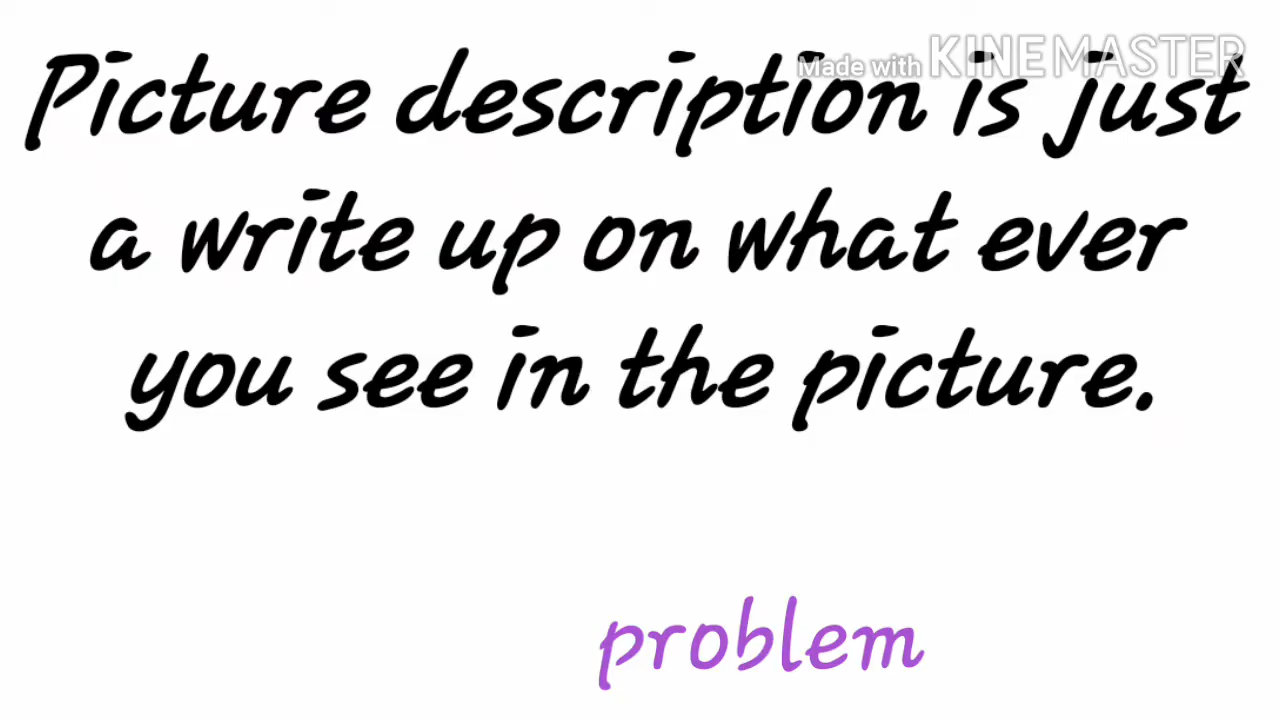 Made with KINEMASTER
Picture description is just
a write up on what ever
you see in the picture.
problem